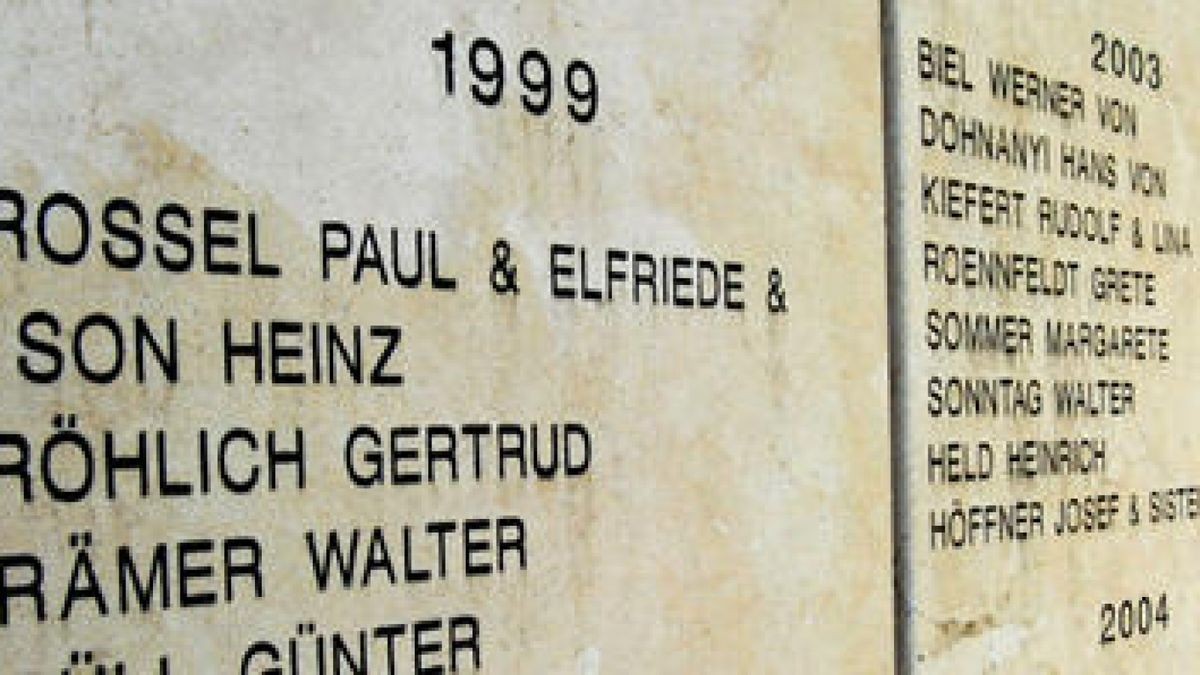 1999
ROSSEL PAUL & ELFRIEDE &
SON HEINZ
RÖHLICH GERTRUD
RÄMER WALTER
GÜNTER
2003
BIEL WERNER VON
DOHNANYI HANS VON
KIEFERT RUDOLF & LINA
ROENNFELDT GRETE
SOMMER MARGARETE
SONNTAG WALTER
HELD HEINRICH
HÖFFNER JOSEF & SISTER
2004